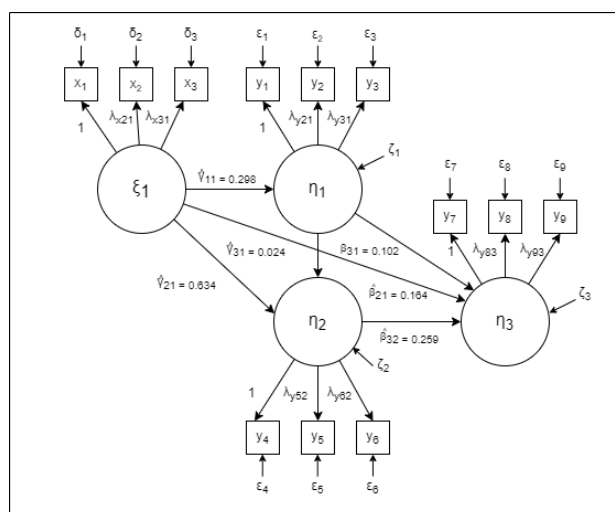 δ1 δ2 δ3 ε1 ε2 ε3
x1 x2 x3 y1 y2 y3
1 λx21 λx31 1 λy21 λy31
ζ1
ξ1 γ̂11 = 0.298 η1
ε7 ε8 ε9
y7 y8 y9
1 λy83 λy93
γ̂31 = 0.024 β31 = 0.102
γ̂21 = 0.634 β̂21 = 0.164
ζ3
η2 β̂32 = 0.259 η3
ζ2
1 λy52 λy62
y4 y5 y6
ε4 ε5 ε6